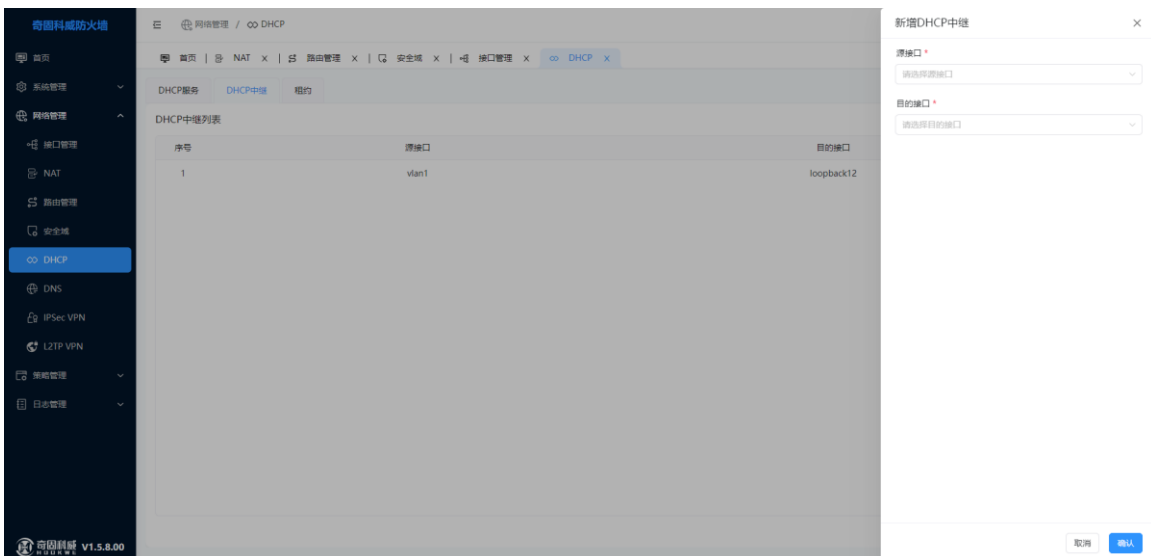 奇固科威防火墙
网络管理 / DHCP
新增DHCP中继
首页
首页 | NAT X | 路由管理 X | 安全域 X | 接口管理 X DHCP X
源接口 *
请选择源接口
系统管理
DHCP服务 DHCP中继 租约
目的接口 *
请选择目的接口
网络管理
DHCP中继列表
接口管理
序号 源接口 目的接口
NAT
1 vlan1 loopback12
路由管理
安全域
DHCP
DNS
IPSec VPN
L2TP VPN
策略管理
日志管理
取消 确认
奇固科威 V1.5.8.00